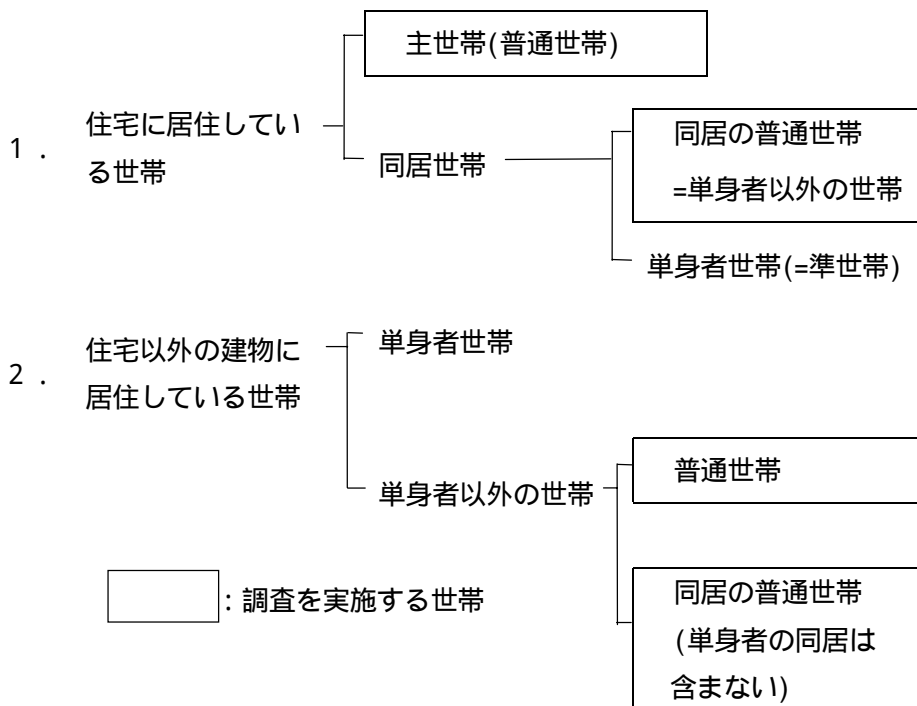 主世帯(普通世帯)
1． 住宅に居住してい
る世帯
同居世帯
同居の普通世帯
=単身者以外の世帯
単身者世帯(=準世帯)
2． 住宅以外の建物に
居住している世帯
単身者世帯
単身者以外の世帯
普通世帯
同居の普通世帯
(単身者の同居は
含まない)
：調査を実施する世帯